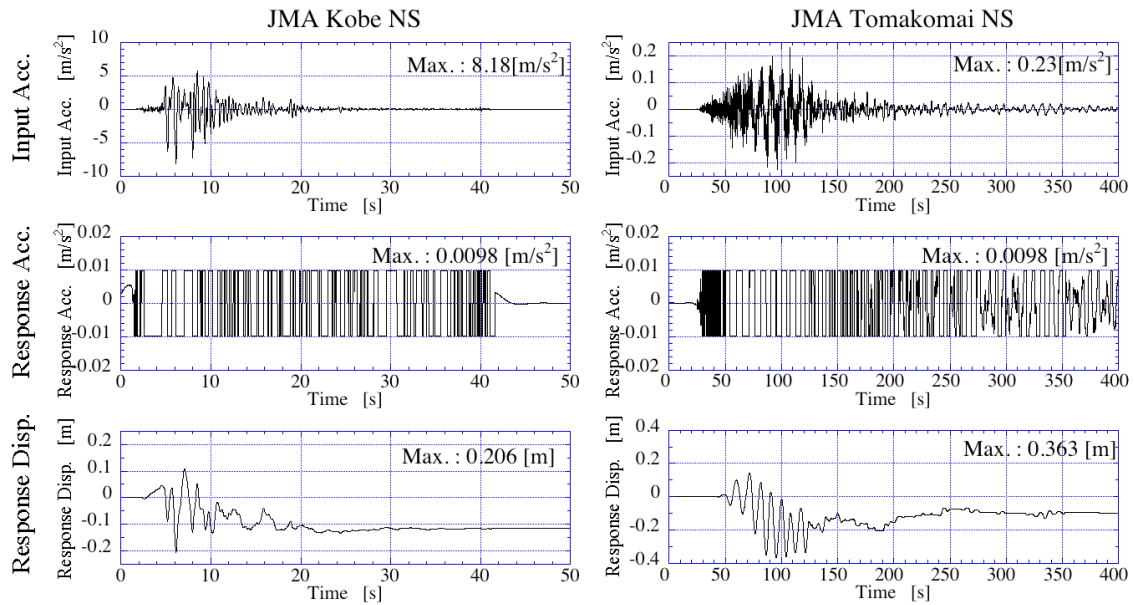 JMA Kobe NS
JMA Tomakomai NS
Input Acc.
Input Acc. [m/s²]
10
5
0
-5
-10
Max. : 8.18[m/s²]
0 10 20 30 40 50
Time [s]
Input Acc. [m/s²]
0.2
0.1
0
-0.1
-0.2
Max. : 0.23[m/s²]
0 50 100 150 200 250 300 350 400
Time [s]
Response Acc.
Response Acc. [m/s²]
0.02
0.01
0
-0.01
-0.02
Max. : 0.0098 [m/s²]
0 10 20 30 40 50
Time [s]
Response Acc. [m/s²]
0.02
0.01
0
-0.01
-0.02
Max. : 0.0098 [m/s²]
0 50 100 150 200 250 300 350 400
Time [s]
Response Disp.
Response Disp. [m]
0.2
0.1
0
-0.1
-0.2
Max. : 0.206 [m]
0 10 20 30 40 50
Time [s]
Response Disp. [m]
0.4
0.2
0
-0.2
-0.4
Max. : 0.363 [m]
0 50 100 150 200 250 300 350 400
Time [s]